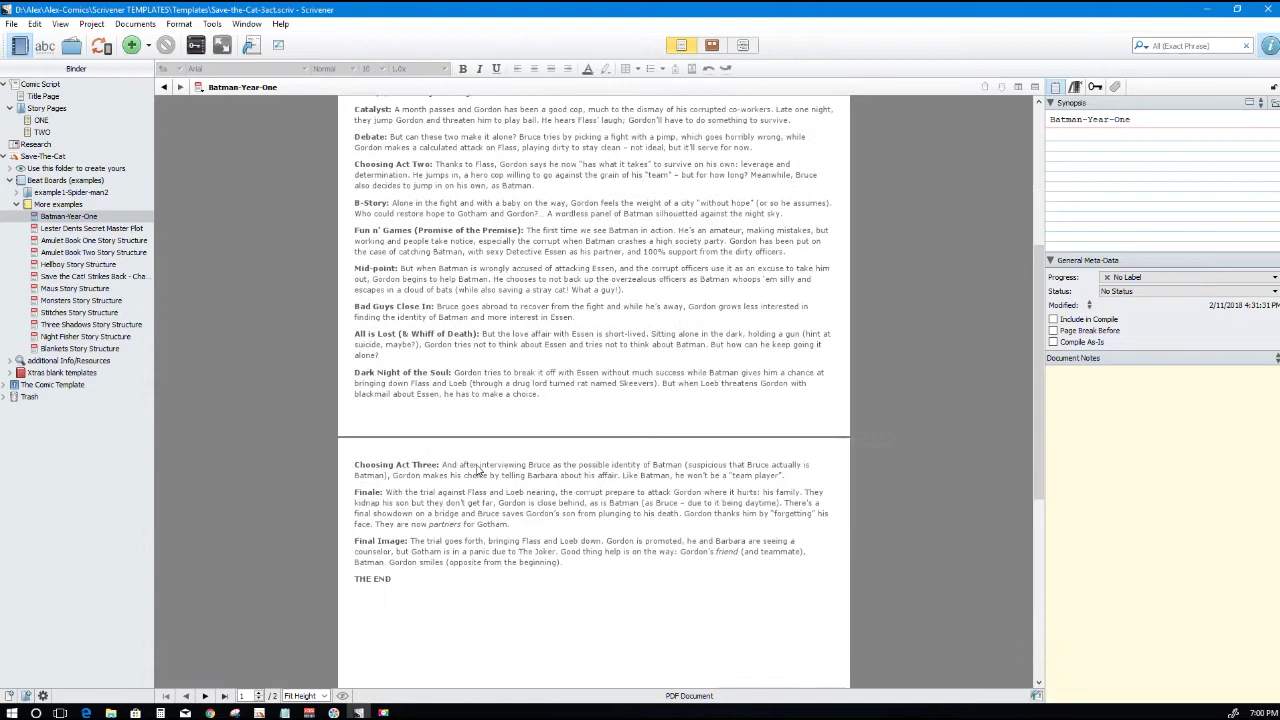 D:\Alex\Alex-Comics\Scrivener TEMPLATES\Templates\Save-the-Cat-3act.scriv - Scrivener
File Edit View Project Documents Format Tools Window Help
All (Exact Phrase)
Binder
Arial Normal 10 1.0x
Comic Script
Title Page
Story Pages
ONE
TWO
Research
Save-The-Cat
Use this folder to create yours
Beat Boards (examples)
example1-Spider-man2
More examples
Batman-Year-One
Lester Dents Secret Master Plot
Amulet Book One Story Structure
Amulet Book Two Story Structure
Hellboy Story Structure
Save the Cat! Strikes Back - Cha...
Maus Story Structure
Monsters Story Structure
Stitches Story Structure
Three Shadows Story Structure
Night Fisher Story Structure
Blankets Story Structure
additional Info/Resources
Xtras blank templates
The Comic Template
Trash
Batman-Year-One
Catalyst: A month passes and Gordon has been a good cop, much to the dismay of his corrupted co-workers. Late one night,
they jump Gordon and threaten him to play ball. He hears Flass' laugh; Gordon'll have to do something to survive.
Debate: But can these two make it alone? Bruce tries by picking a fight with a pimp, which goes horribly wrong, while
Gordon makes a calculated attack on Flass, playing dirty to stay clean – not ideal, but it'll serve for now.
Choosing Act Two: Thanks to Flass, Gordon says he now "has what it takes" to survive on his own: leverage and
determination. He jumps in, a hero cop willing to go against the grain of his "team" – but for how long? Meanwhile, Bruce
also decides to jump in on his own, as Batman.
B-Story: Alone in the fight and with a baby on the way, Gordon feels the weight of a city "without hope" (or so he assumes).
Who could restore hope to Gotham and Gordon?... A wordless panel of Batman silhouetted against the night sky.
Fun n' Games (Promise of the Premise): The first time we see Batman in action. He's an amateur, making mistakes, but
working and people take notice, especially the corrupt when Batman crashes a high society party. Gordon has been put on
the case of catching Batman, with sexy Detective Essen as his partner, and 100% support from the dirty officers.
Mid-point: But when Batman is wrongly accused of attacking Essen, and the corrupt officers use it as an excuse to take him
out, Gordon begins to help Batman. He chooses to not back up the overzealous officers as Batman whoops 'em silly and
escapes in a cloud of bats (while also saving a stray cat! What a guy!).
Bad Guys Close In: Bruce goes abroad to recover from the fight and while he's away, Gordon grows less interested in
finding the identity of Batman and more interest in Essen.
All is Lost (& Whiff of Death): But the love affair with Essen is short-lived. Sitting alone in the dark, holding a gun (hint at
suicide, maybe?), Gordon tries not to think about Essen and tries not to think about Batman. But how can he keep going it
alone?
Dark Night of the Soul: Gordon tries to break it off with Essen without much success while Batman gives him a chance at
bringing down Flass and Loeb (through a drug lord turned rat named Skeevers). But when Loeb threatens Gordon with
blackmail about Essen, he has to make a choice.
Choosing Act Three: And after interviewing Bruce as the possible identity of Batman (suspicious that Bruce actually is
Batman), Gordon makes his choice by telling Barbara about his affair. Like Batman, he won't be a "team player".
Finale: With the trial against Flass and Loeb nearing, the corrupt prepare to attack Gordon where it hurts: his family. They
kidnap his son but they don't get far, Gordon is close behind, as is Batman (as Bruce – due to it being daytime). There's a
final showdown on a bridge and Bruce saves Gordon's son from plunging to his death. Gordon thanks him by "forgetting" his
face. They are now partners for Gotham.
Final Image: The trial goes forth, bringing Flass and Loeb down. Gordon is promoted, he and Barbara are seeing a
counselor, but Gotham is in a panic due to The Joker. Good thing help is on the way: Gordon's friend (and teammate),
Batman. Gordon smiles (opposite from the beginning).
THE END
Synopsis
Batman-Year-One
General Meta-Data
Progress: No Label
Status: No Status
Modified: 2/11/2018 4:31:31 PM
Include in Compile
Page Break Before
Compile As-Is
Document Notes
1 / 2 Fit Height
PDF Document
7:00 PM